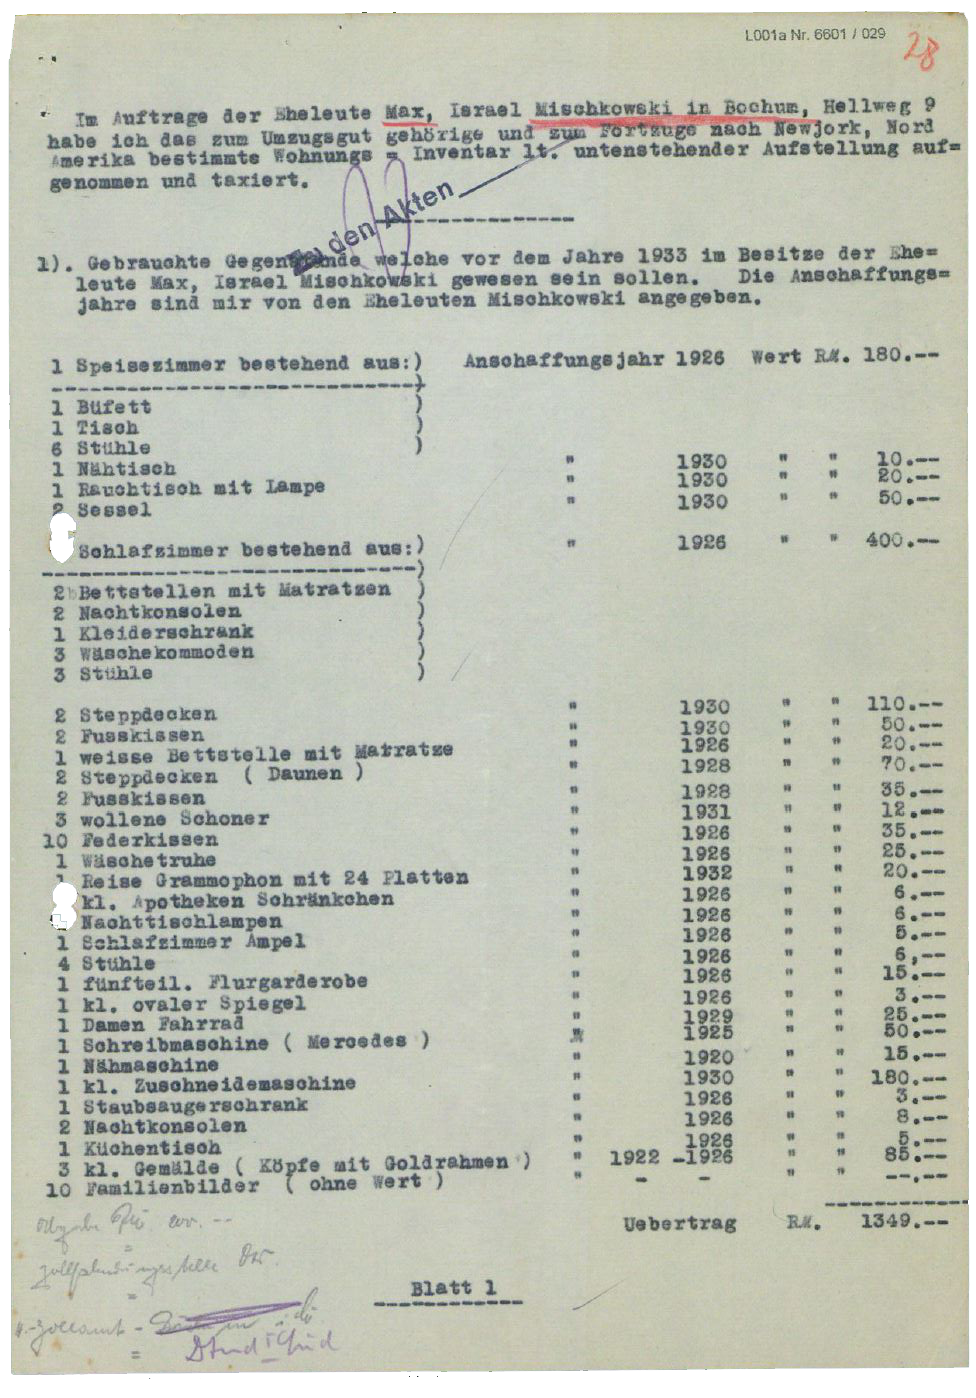 L001a Nr. 6601 / 029
28
Im Auftrage der Eheleute Max, Israel Mischkowski in Bochum, Hellweg 9
habe ich das zum Umzugsgut gehörige und zum Fortzuge nach Newjork, Nord
Amerika bestimmte Wohnungs = Inventar lt. untenstehender Aufstellung auf=
genommen und taxiert.
Zu den Akten
1). Gebrauchte Gegenstände welche vor dem Jahre 1933 im Besitze der Ehe=
leute Max, Israel Mischkowski gewesen sein sollen. Die Anschaffungs=
jahre sind mir von den Eheleuten Mischkowski angegeben.
1 Speisezimmer bestehend aus:) Anschaffungsjahr 1926 Wert RM. 180.--
1 Büfett )
1 Tisch )
6 Stühle )
1 Nähtisch " 1930 " " 10.--
1 Rauchtisch mit Lampe " 1930 " " 20.--
2 Sessel " 1930 " " 50.--
Schlafzimmer bestehend aus:) " 1926 " " 400.--
2 Bettstellen mit Matratzen )
2 Nachtkonsolen )
1 Kleiderschrank )
3 Wäschekommoden )
3 Stühle )
2 Steppdecken " 1930 " " 110.--
2 Fusskissen " 1930 " " 50.--
1 weisse Bettstelle mit Matratze " 1926 " " 20.--
2 Steppdecken ( Daunen ) " 1928 " " 70.--
2 Fusskissen " 1928 " " 35.--
3 wollene Schoner " 1931 " " 12.--
10 Federkissen " 1926 " " 35.--
1 Wäschetruhe " 1926 " " 25.--
1 Reise Grammophon mit 24 Platten " 1932 " " 20.--
kl. Apotheken Schränkchen " 1926 " " 6.--
Nachttischlampen " 1926 " " 6.--
1 Schlafzimmer Ampel " 1926 " " 5.--
4 Stühle " 1926 " " 6,--
1 fünfteil. Flurgarderobe " 1926 " " 15.--
1 kl. ovaler Spiegel " 1926 " " 3.--
1 Damen Fahrrad " 1929 " " 25.--
1 Schreibmaschine ( Mercedes ) " 1925 " " 50.--
1 Nähmaschine " 1920 " " 15.--
1 kl. Zuschneidemaschine " 1930 " " 180.--
1 Staubsaugerschrank " 1926 " " 3.--
2 Nachtkonsolen " 1926 " " 8.--
1 Küchentisch " 1926 " " 5.--
3 kl. Gemälde ( Köpfe mit Goldrahmen ) " 1922 -1926 " " 85.--
10 Familienbilder ( ohne Wert ) " - - " " --.--
Uebertrag RM. 1349.--
Blatt 1